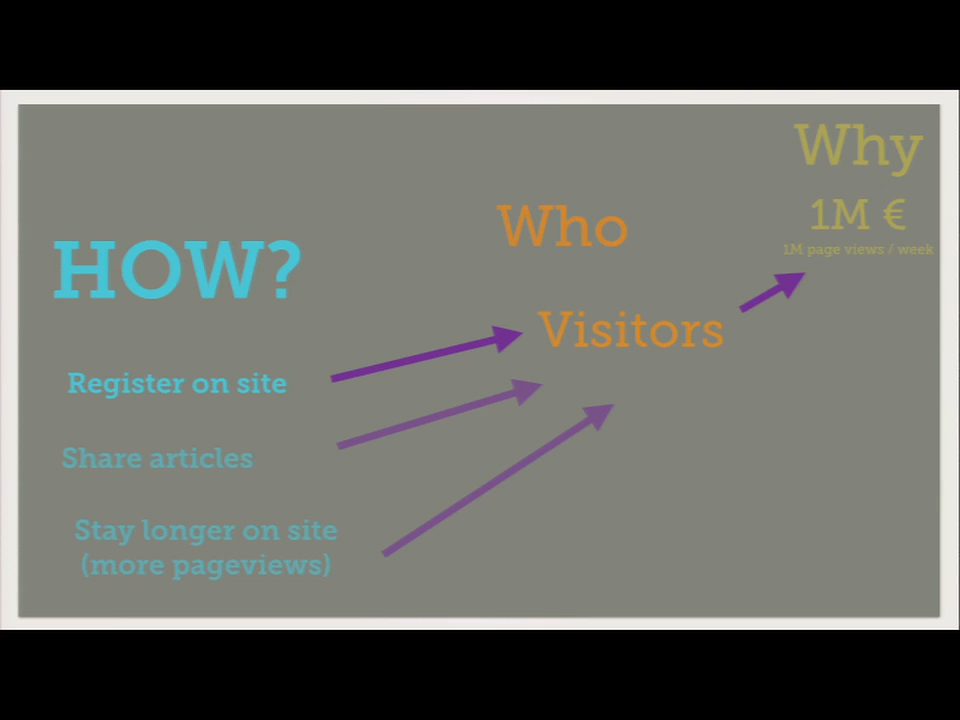 Why
1M €
1M page views / week
Who
Visitors
HOW?
Register on site
Share articles
Stay longer on site
(more pageviews)